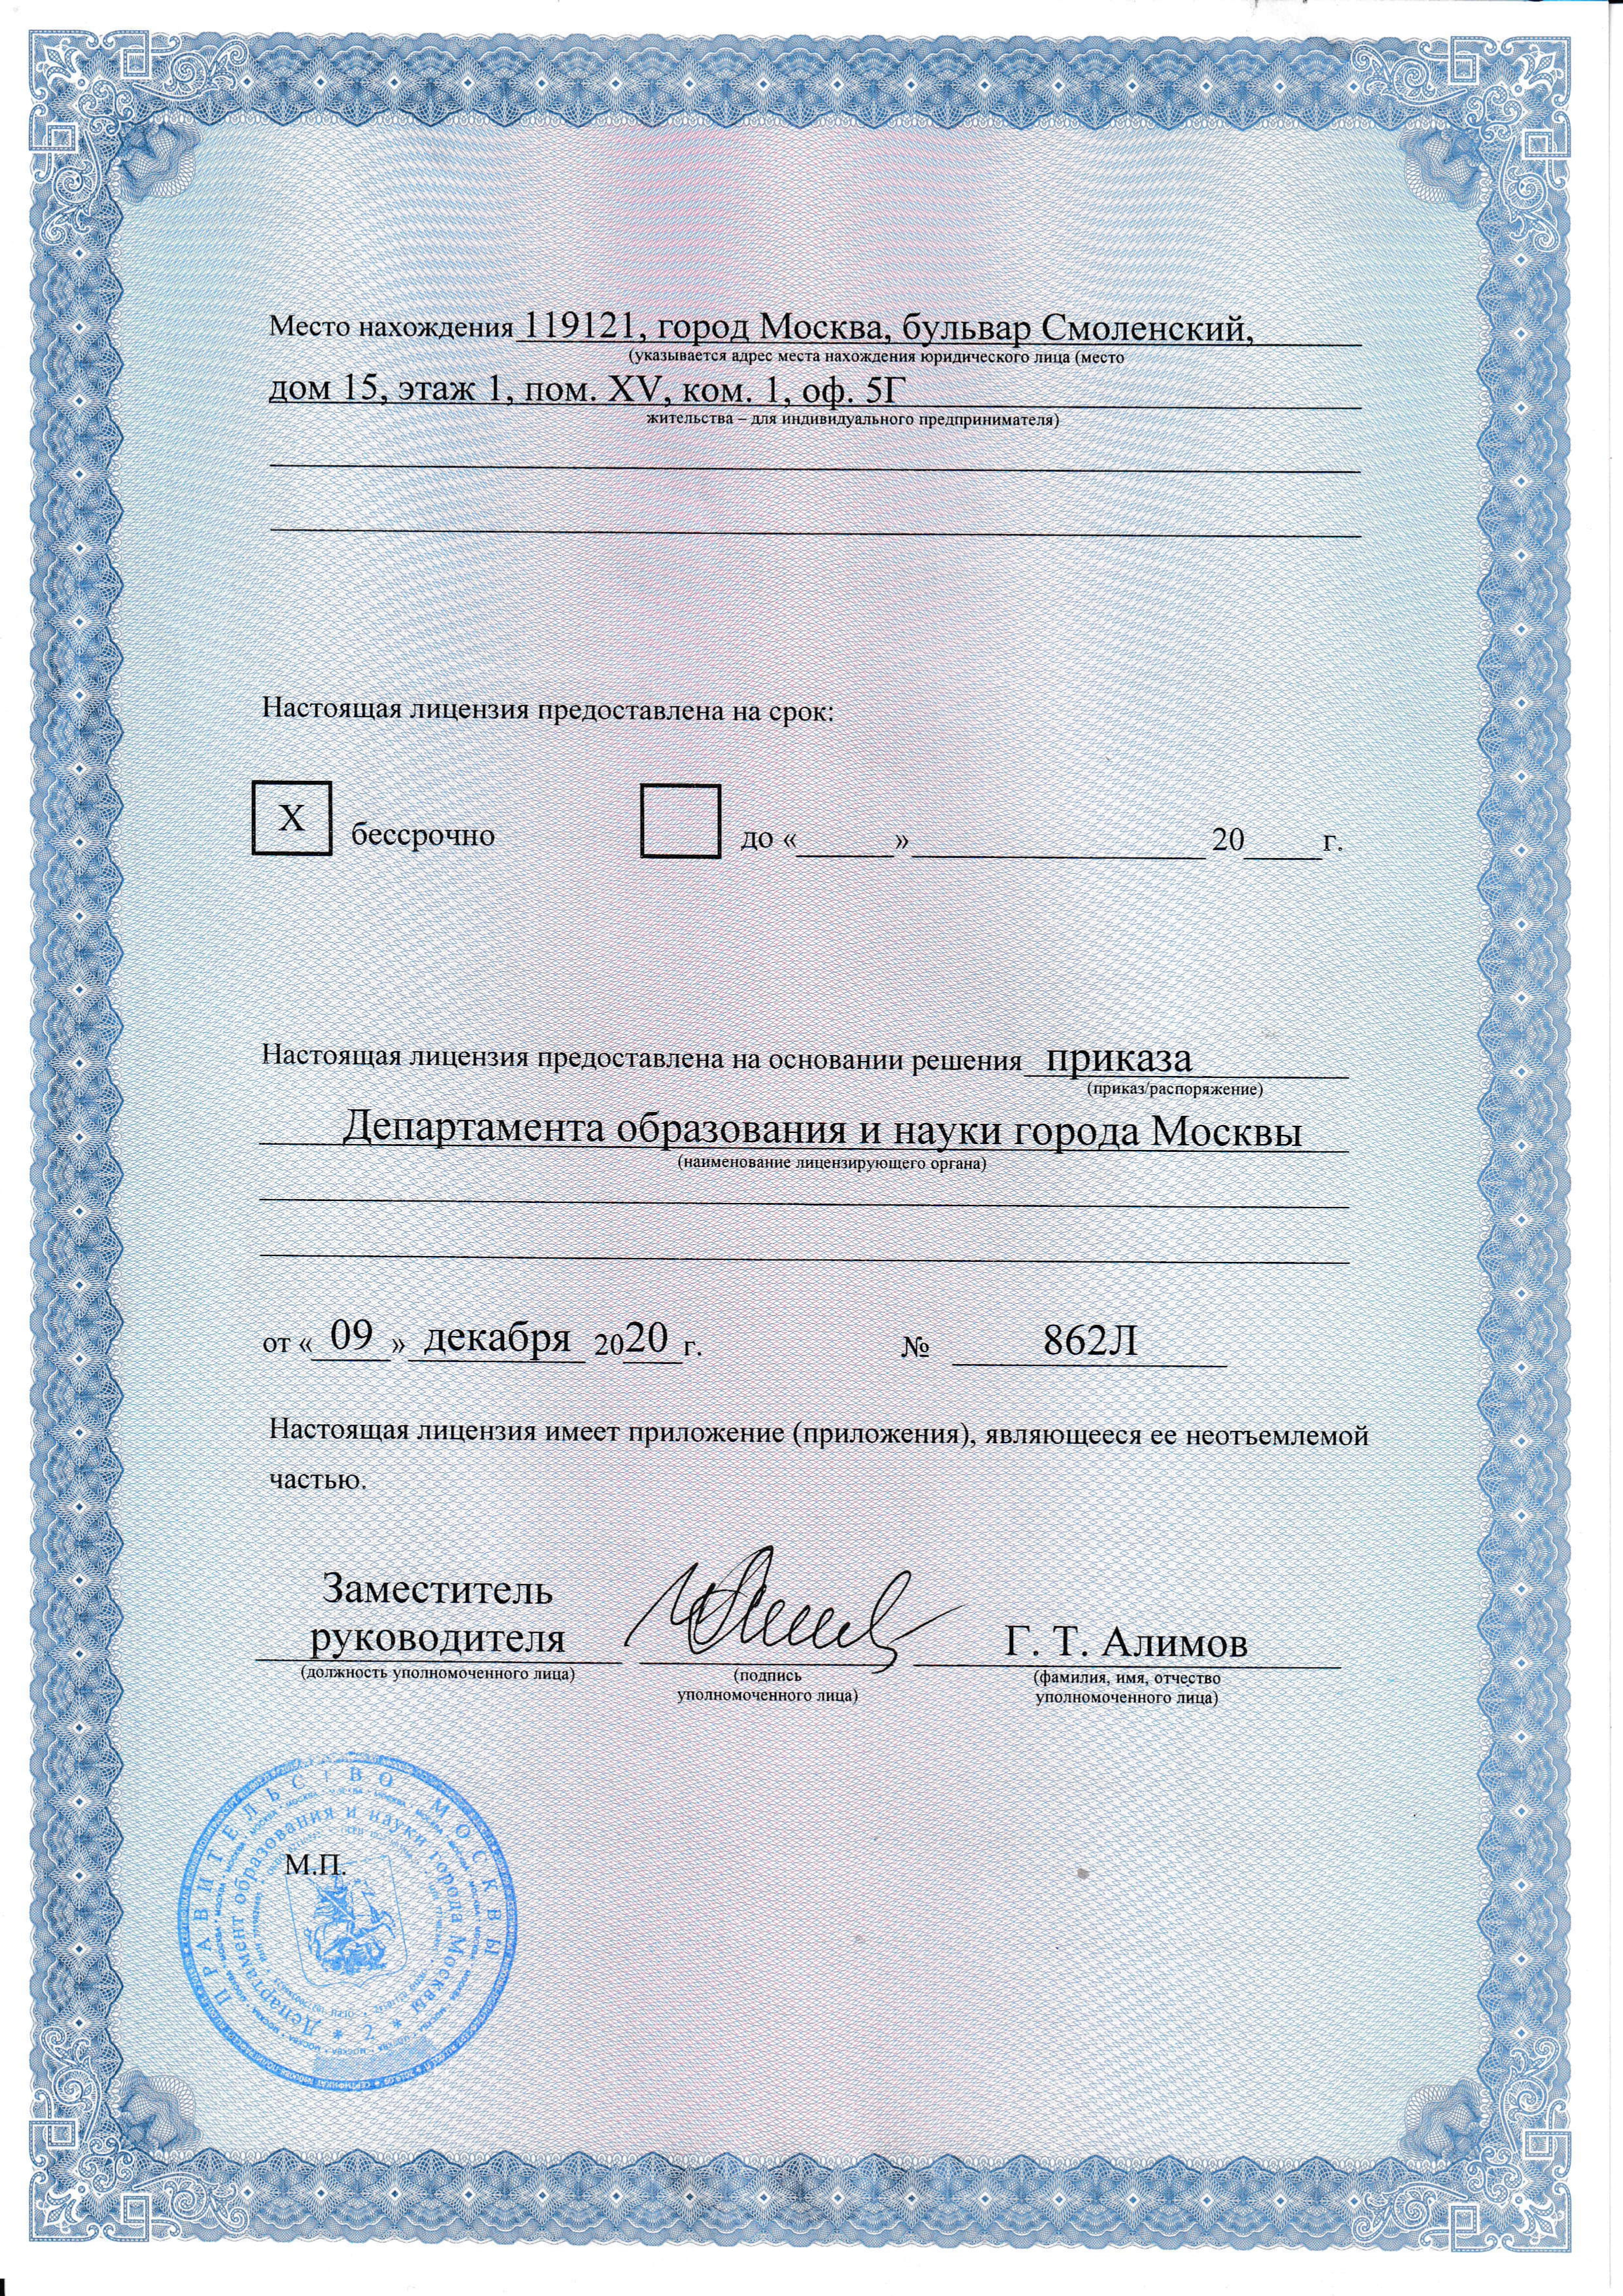 Место нахождения 119121, город Москва, бульвар Смоленский,
(указывается адрес места нахождения юридического лица (место
дом 15, этаж 1, пом. XV, ком. 1, оф. 5Г
жительства – для индивидуального предпринимателя)
Настоящая лицензия предоставлена на срок:
X бессрочно до «______»__________________20_____г.
Настоящая лицензия предоставлена на основании решения приказа
(приказ/распоряжение)
Департамента образования и науки города Москвы
(наименование лицензирующего органа)
от « 09 » декабря 2020 г. № 862Л
Настоящая лицензия имеет приложение (приложения), являющееся ее неотъемлемой
частью.
Заместитель
руководителя Г. Т. Алимов
(должность уполномоченного лица) (подпись (фамилия, имя, отчество
уполномоченного лица) уполномоченного лица)
М.П.
ПРАВИТЕЛЬСТВО МОСКВЫ
Департамент образования и науки города Москвы
* 2 *